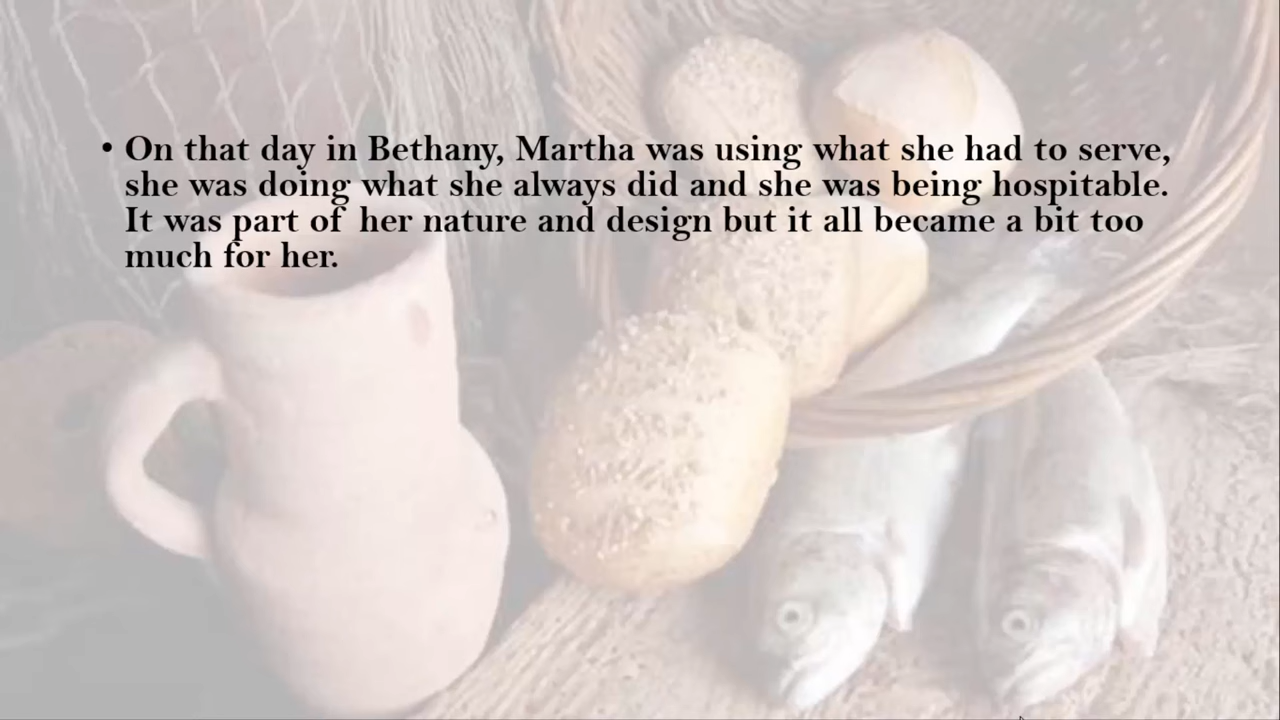 • On that day in Bethany, Martha was using what she had to serve,
she was doing what she always did and she was being hospitable.
It was part of her nature and design but it all became a bit too
much for her.